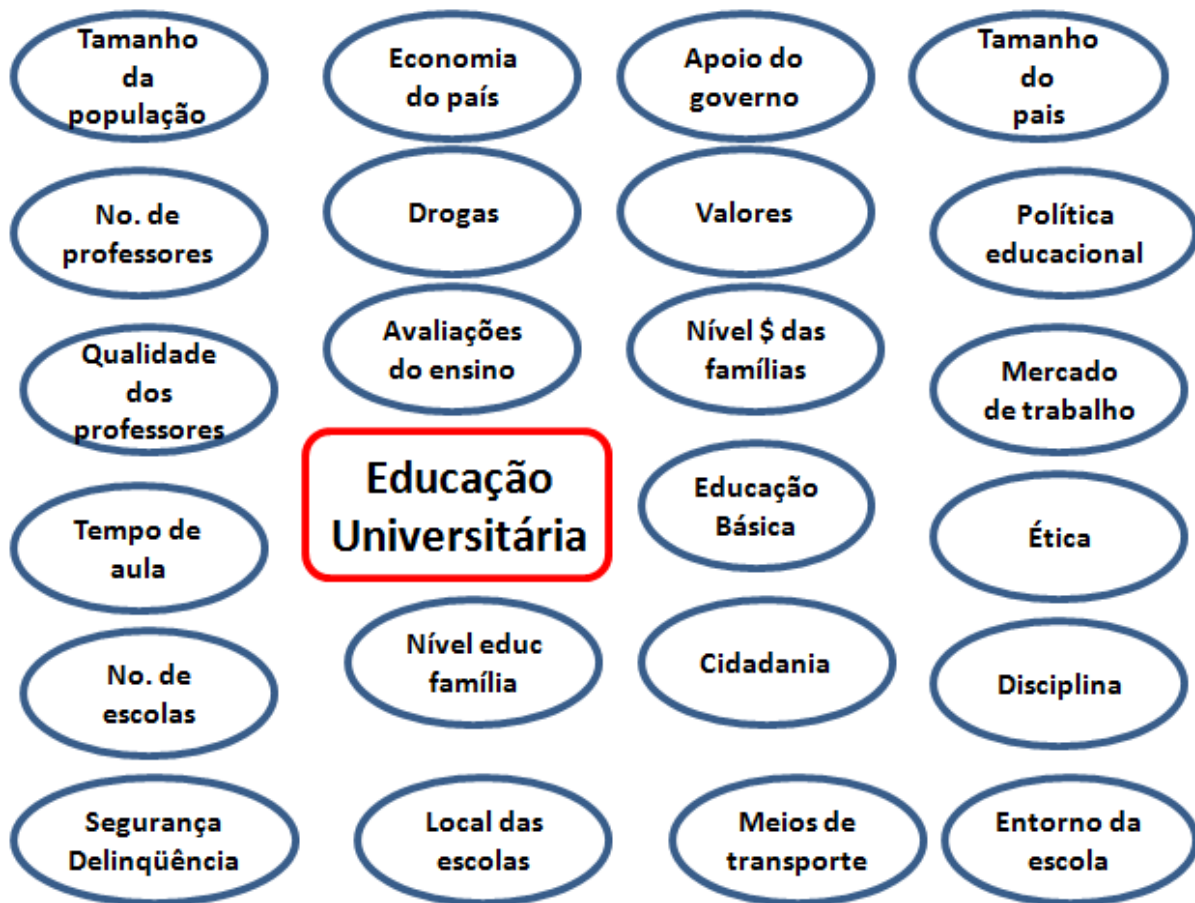 Tamanho
da
população
Economia
do país
Apoio do
governo
Tamanho
do
pais
No. de
professores
Drogas
Valores
Política
educacional
Qualidade
dos
professores
Avaliações
do ensino
Nível $ das
famílias
Mercado
de trabalho
Educação
Universitária
Educação
Básica
Tempo de
aula
Ética
No. de
escolas
Nível educ
família
Cidadania
Disciplina
Segurança
Delinqüência
Local das
escolas
Meios de
transporte
Entorno da
escola